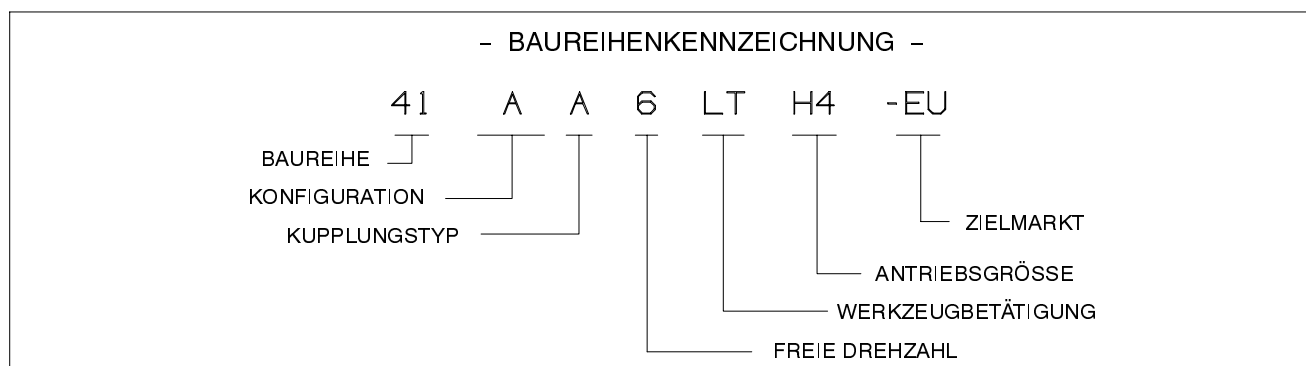 - BAUREIHENKENNZEICHNUNG -
41 A A 6 LT H4 -EU
BAUREIHE
KONFIGURATION
KUPPLUNGSTYP
ZIELMARKT
ANTRIEBSGRÖSSE
WERKZEUGBETÄTIGUNG
FREIE DREHZAHL